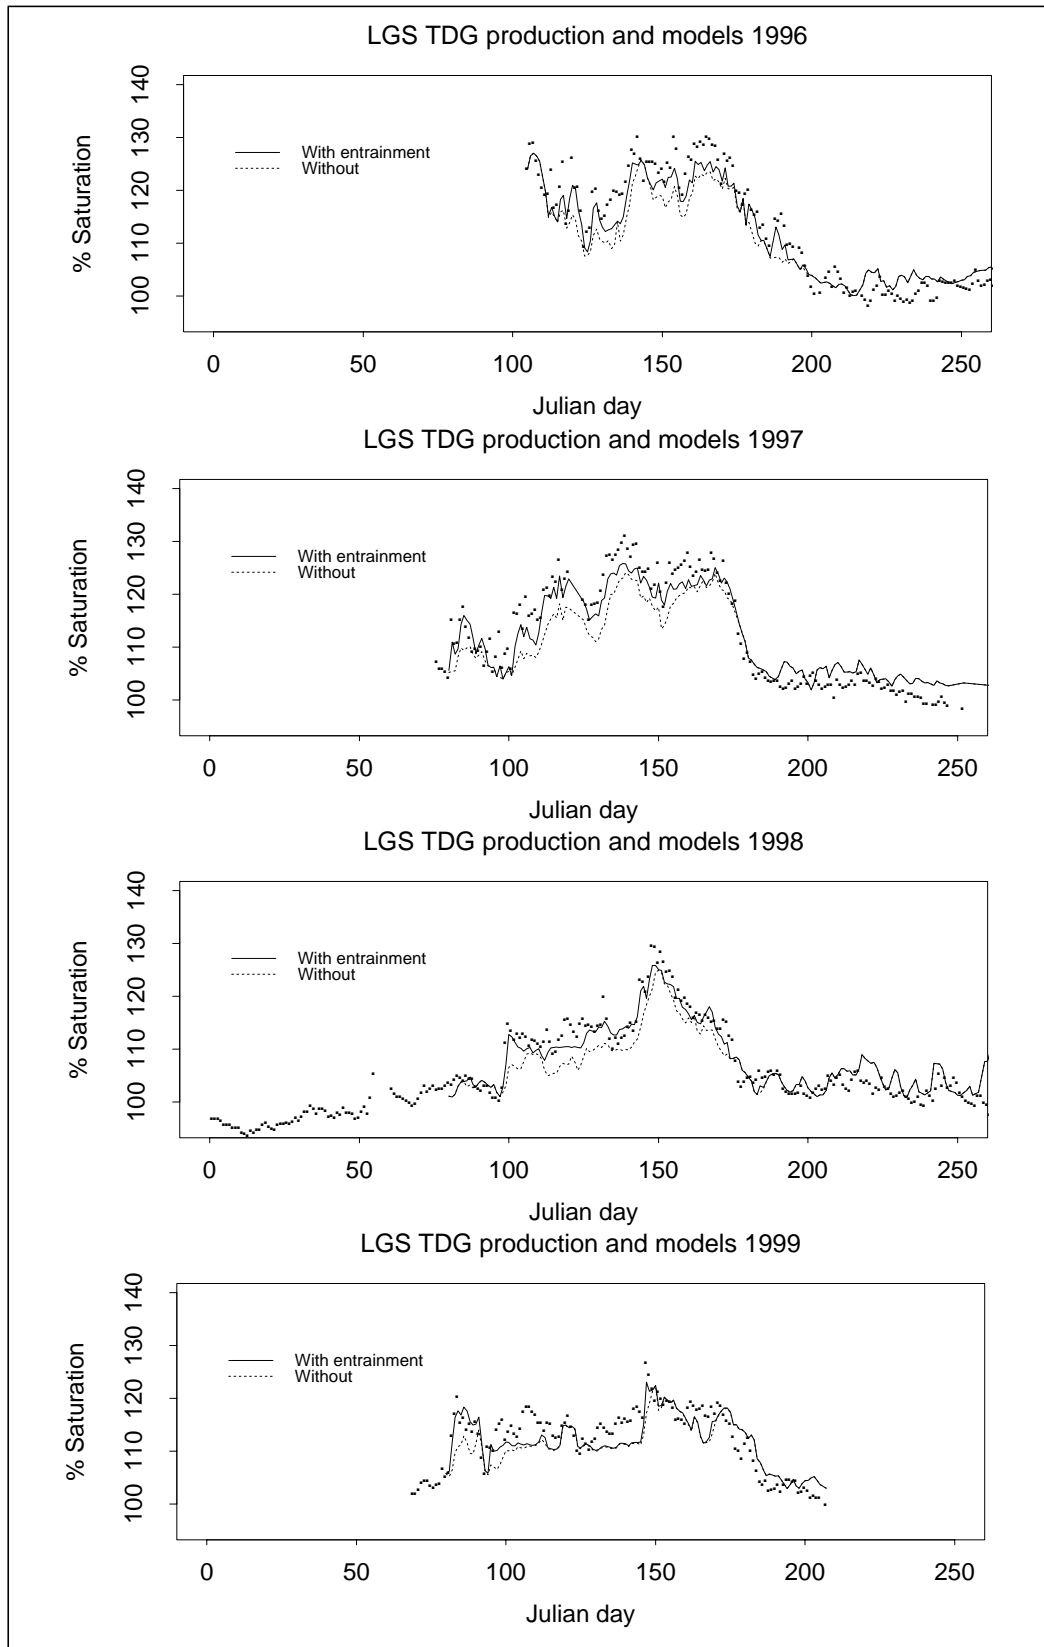 LGS TDG production and models 1996
% Saturation
140
130
120
110
100
With entrainment
Without
0 50 100 150 200 250
Julian day
LGS TDG production and models 1997
% Saturation
140
130
120
110
100
With entrainment
Without
0 50 100 150 200 250
Julian day
LGS TDG production and models 1998
% Saturation
140
130
120
110
100
With entrainment
Without
0 50 100 150 200 250
Julian day
LGS TDG production and models 1999
% Saturation
140
130
120
110
100
With entrainment
Without
0 50 100 150 200 250
Julian day